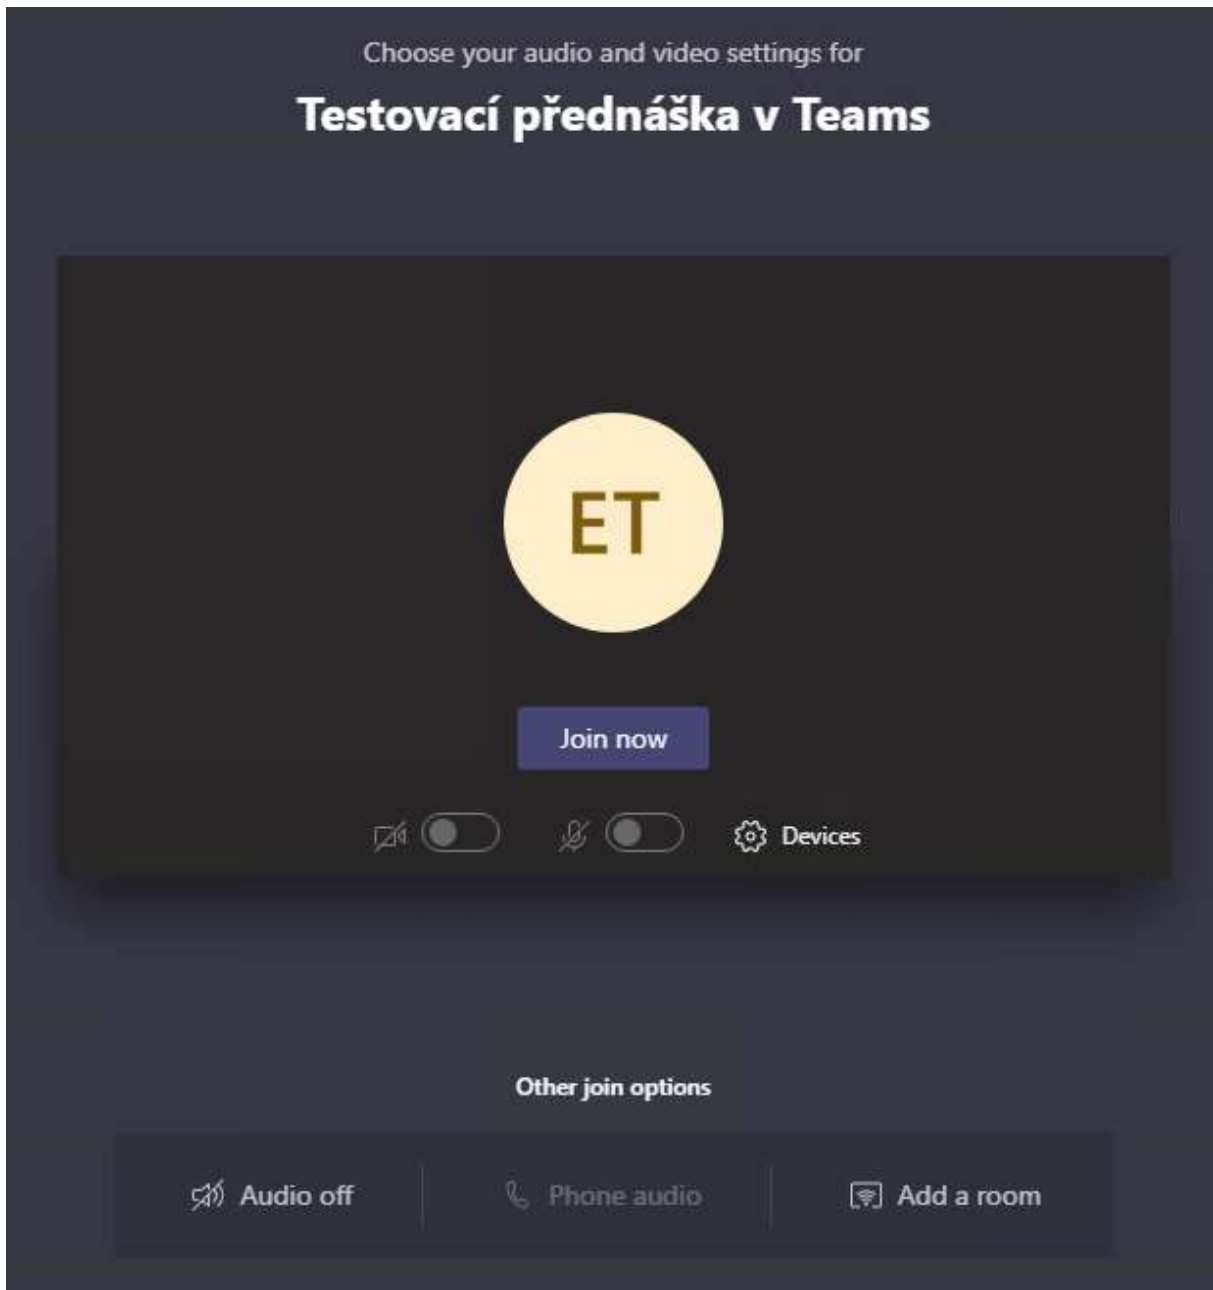 Choose your audio and video settings for
Testovací přednáška v Teams
ET
Join now
Devices
Other join options
Audio off
Phone audio
Add a room